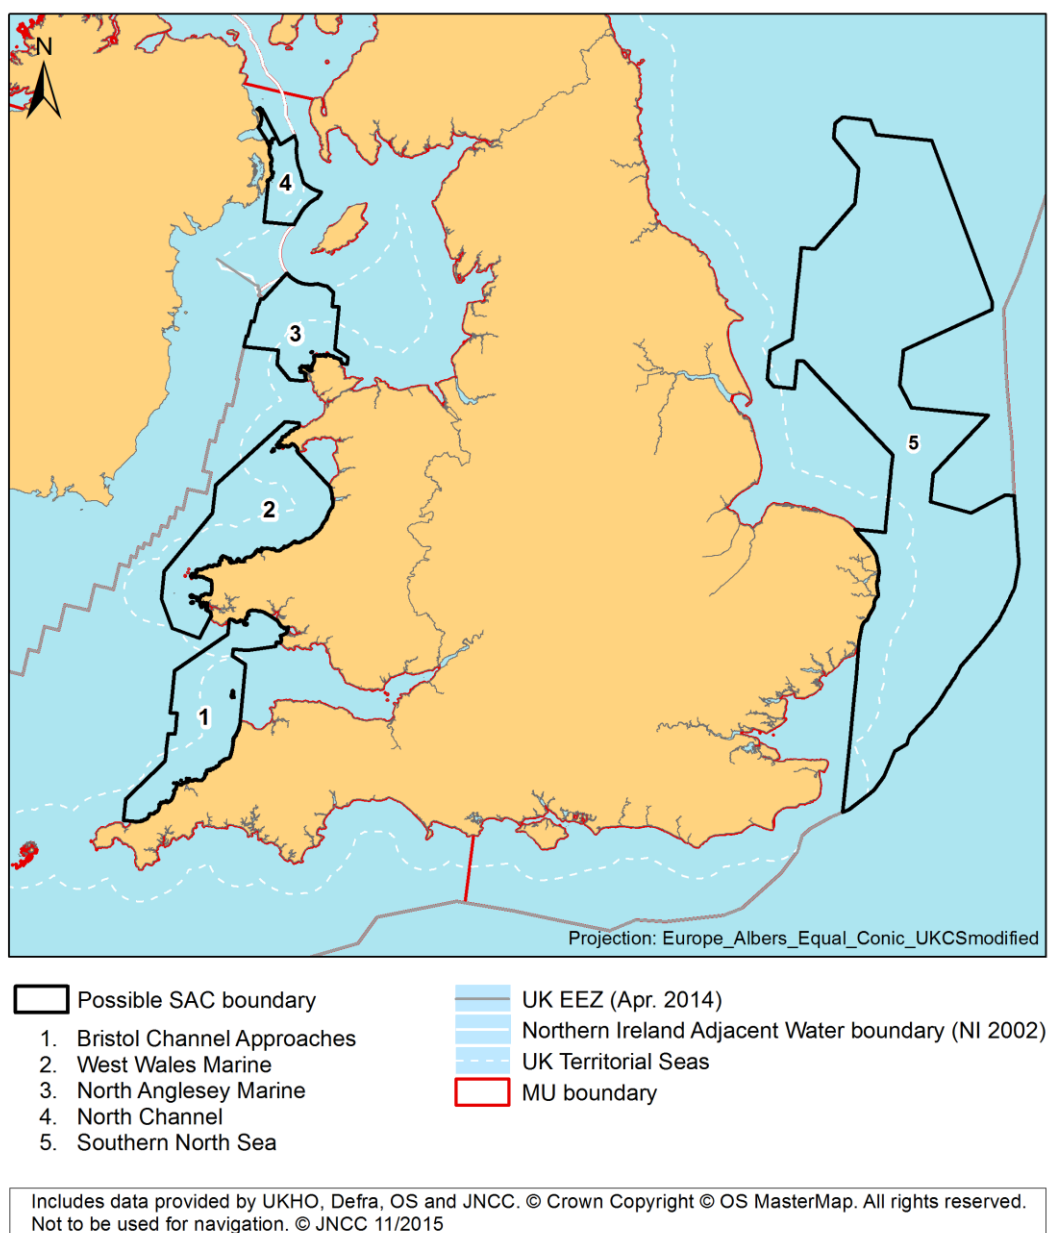 N
4
3
2
5
1
Projection: Europe_Albers_Equal_Conic_UKCSmodified
Possible SAC boundary
1. Bristol Channel Approaches
2. West Wales Marine
3. North Anglesey Marine
4. North Channel
5. Southern North Sea
UK EEZ (Apr. 2014)
Northern Ireland Adjacent Water boundary (NI 2002)
UK Territorial Seas
MU boundary
Includes data provided by UKHO, Defra, OS and JNCC. © Crown Copyright © OS MasterMap. All rights reserved.
Not to be used for navigation. © JNCC 11/2015